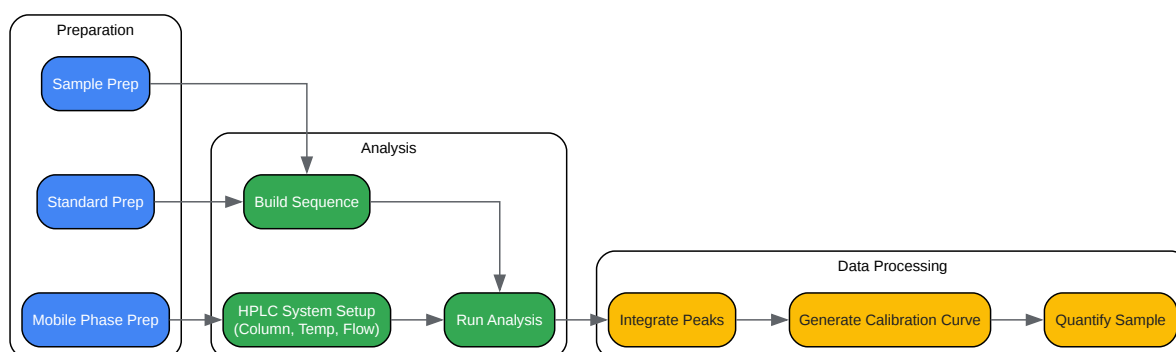 Preparation
Sample Prep
Standard Prep
Mobile Phase Prep
Analysis
Build Sequence
HPLC System Setup
(Column, Temp, Flow)
Run Analysis
Data Processing
Integrate Peaks
Generate Calibration Curve
Quantify Sample